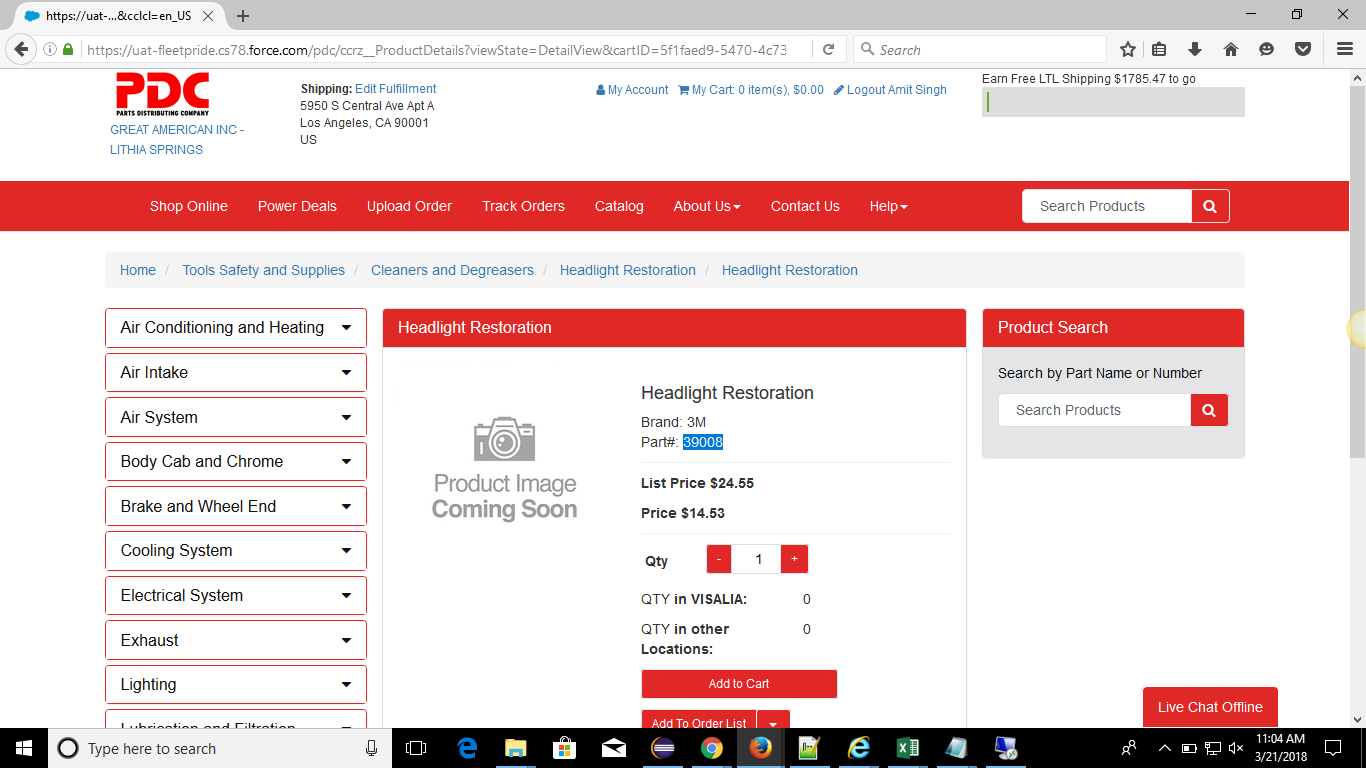 https://uat-...&cclcl=en_US
https://uat-fleetpride.cs78.force.com/pdc/ccrz__ProductDetails?viewState=DetailView&cartID=5f1faed9-5470-4c73
Search
PDC
PARTS DISTRIBUTING COMPANY
GREAT AMERICAN INC -
LITHIA SPRINGS
Shipping: Edit Fulfillment
5950 S Central Ave Apt A
Los Angeles, CA 90001
US
My Account My Cart: 0 item(s), $0.00 Logout Amit Singh
Earn Free LTL Shipping $1785.47 to go
Shop Online Power Deals Upload Order Track Orders Catalog About Us Contact Us Help Search Products
Home / Tools Safety and Supplies / Cleaners and Degreasers / Headlight Restoration / Headlight Restoration
Air Conditioning and Heating
Air Intake
Air System
Body Cab and Chrome
Brake and Wheel End
Cooling System
Electrical System
Exhaust
Lighting
Lubrication and Filtration
Headlight Restoration
Product Image
Coming Soon
Headlight Restoration
Brand: 3M
Part#: 39008
List Price $24.55
Price $14.53
Qty - 1 +
QTY in VISALIA: 0
QTY in other 0
Locations:
Add to Cart
Add To Order List
Product Search
Search by Part Name or Number
Search Products
Live Chat Offline
Type here to search
11:04 AM
3/21/2018